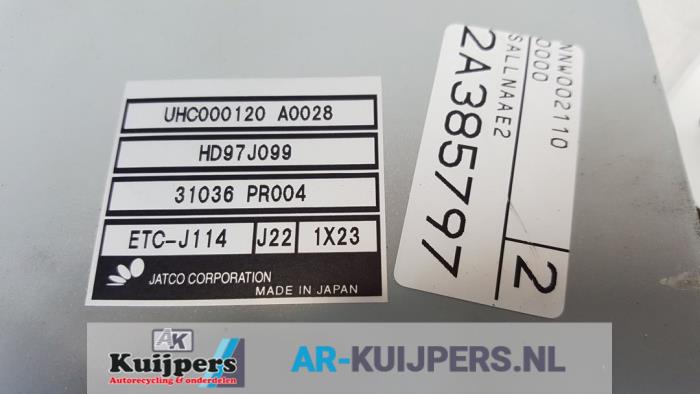 UHC000120 A0028
HD97J099
31036 PR004
ETC-J114 J22 1X23
JATCO CORPORATION
MADE IN JAPAN
NNW002110
0000
SALLNAAE2
2A385797
2
AK
Kuijpers
Autorecycling & onderdelen
AR-KUIJPERS.NL